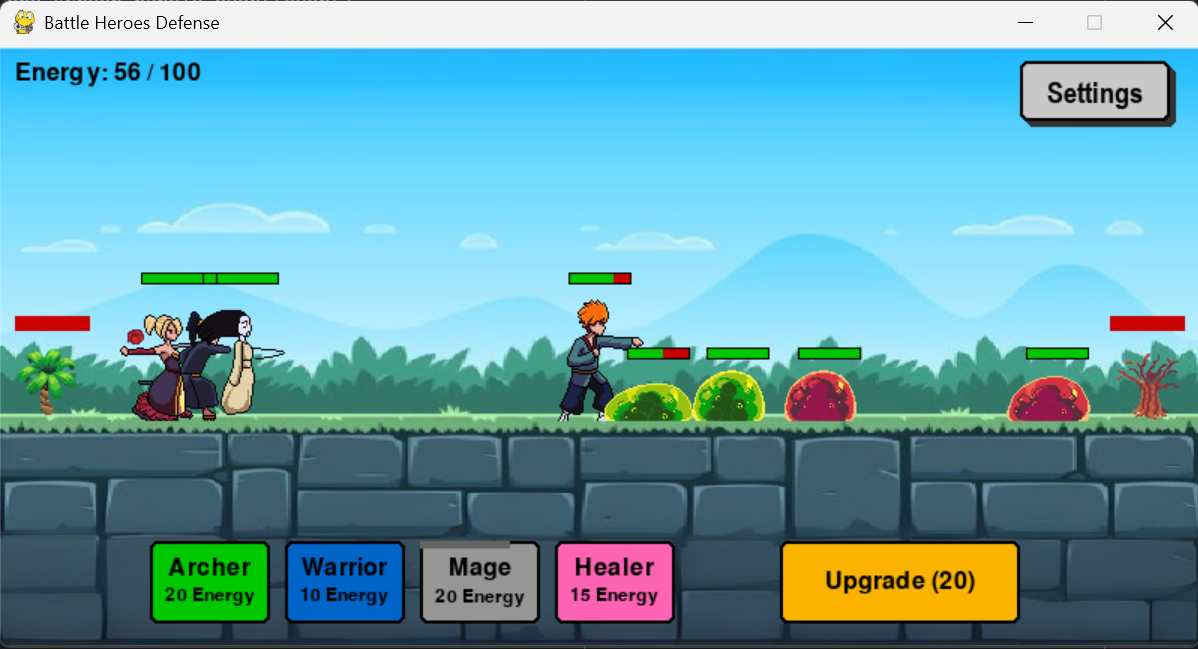 Battle Heroes Defense
Energy: 56 / 100
Settings
Archer
20 Energy
Warrior
10 Energy
Mage
20 Energy
Healer
15 Energy
Upgrade (20)